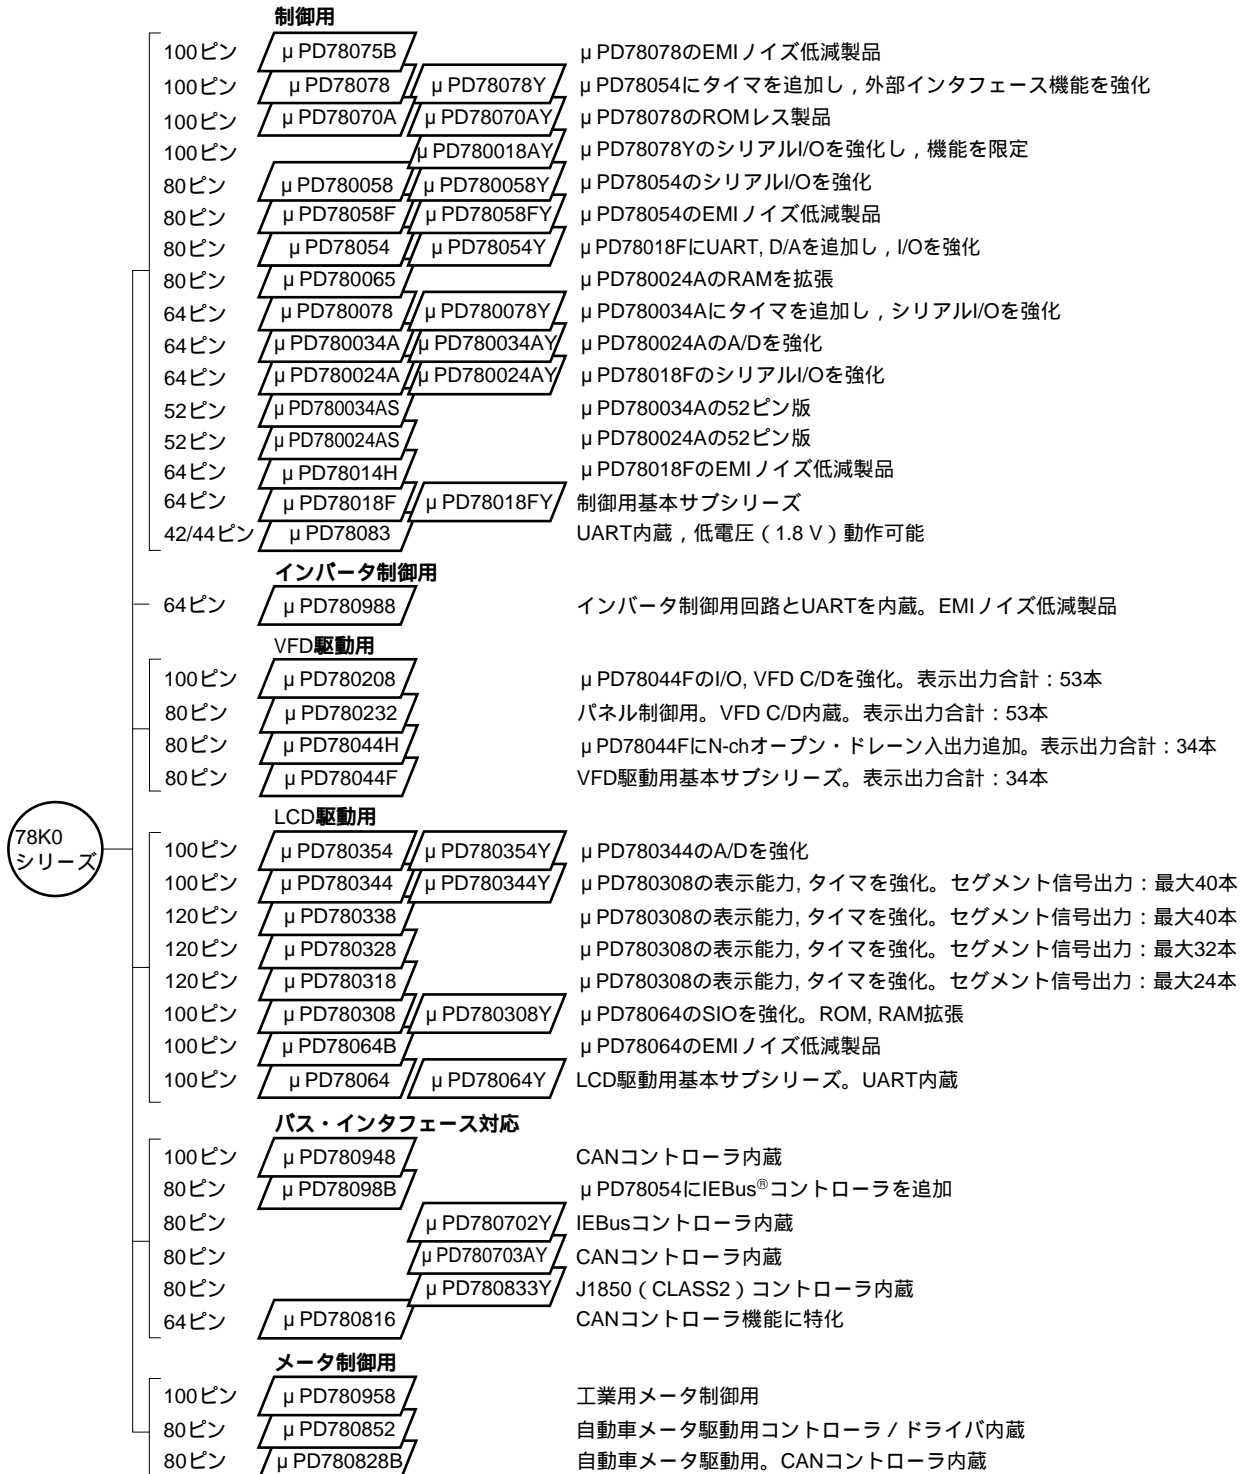 制御用
100ピン μPD78075B μPD78078のEMIノイズ低減製品
100ピン μPD78078 μPD78078Y μPD78054にタイマを追加し，外部インタフェース機能を強化
100ピン μPD78070A μPD78070AY μPD78078のROMレス製品
100ピン μPD780018AY μPD78078YのシリアルI/Oを強化し，機能を限定
80ピン μPD780058 μPD780058Y μPD78054のシリアルI/Oを強化
80ピン μPD78058F μPD78058FY μPD78054のEMIノイズ低減製品
80ピン μPD78054 μPD78054Y μPD78018FにUART, D/Aを追加し，I/Oを強化
80ピン μPD780065 μPD780024AのRAMを拡張
64ピン μPD780078 μPD780078Y μPD780034Aにタイマを追加し，シリアルI/Oを強化
64ピン μPD780034A μPD780034AY μPD780024AのA/Dを強化
64ピン μPD780024A μPD780024AY μPD78018FのシリアルI/Oを強化
52ピン μPD780034AS μPD780034Aの52ピン版
52ピン μPD780024AS μPD780024Aの52ピン版
64ピン μPD78014H μPD78018FのEMIノイズ低減製品
64ピン μPD78018F μPD78018FY 制御用基本サブシリーズ
42/44ピン μPD78083 UART内蔵，低電圧（1.8 V）動作可能
インバータ制御用
64ピン μPD780988 インバータ制御用回路とUARTを内蔵。EMIノイズ低減製品
VFD駆動用
100ピン μPD780208 μPD78044FのI/O, VFD C/Dを強化。表示出力合計：53本
80ピン μPD780232 パネル制御用。VFD C/D内蔵。表示出力合計：53本
80ピン μPD78044H μPD78044FにN-chオープン・ドレーン入出力追加。表示出力合計：34本
80ピン μPD78044F VFD駆動用基本サブシリーズ。表示出力合計：34本
78K0
シリーズ
LCD駆動用
100ピン μPD780354 μPD780354Y μPD780344のA/Dを強化
100ピン μPD780344 μPD780344Y μPD780308の表示能力, タイマを強化。セグメント信号出力：最大40本
120ピン μPD780338 μPD780308の表示能力, タイマを強化。セグメント信号出力：最大40本
120ピン μPD780328 μPD780308の表示能力, タイマを強化。セグメント信号出力：最大32本
120ピン μPD780318 μPD780308の表示能力, タイマを強化。セグメント信号出力：最大24本
100ピン μPD780308 μPD780308Y μPD78064のSIOを強化。ROM, RAM拡張
100ピン μPD78064B μPD78064のEMIノイズ低減製品
100ピン μPD78064 μPD78064Y LCD駆動用基本サブシリーズ。UART内蔵
バス・インタフェース対応
100ピン μPD780948 CANコントローラ内蔵
80ピン μPD78098B μPD78054にIEBus®コントローラを追加
80ピン μPD780702Y IEBusコントローラ内蔵
80ピン μPD780703AY CANコントローラ内蔵
80ピン μPD780833Y J1850（CLASS2）コントローラ内蔵
64ピン μPD780816 CANコントローラ機能に特化
メータ制御用
100ピン μPD780958 工業用メータ制御用
80ピン μPD780852 自動車メータ駆動用コントローラ／ドライバ内蔵
80ピン μPD780828B 自動車メータ駆動用。CANコントローラ内蔵